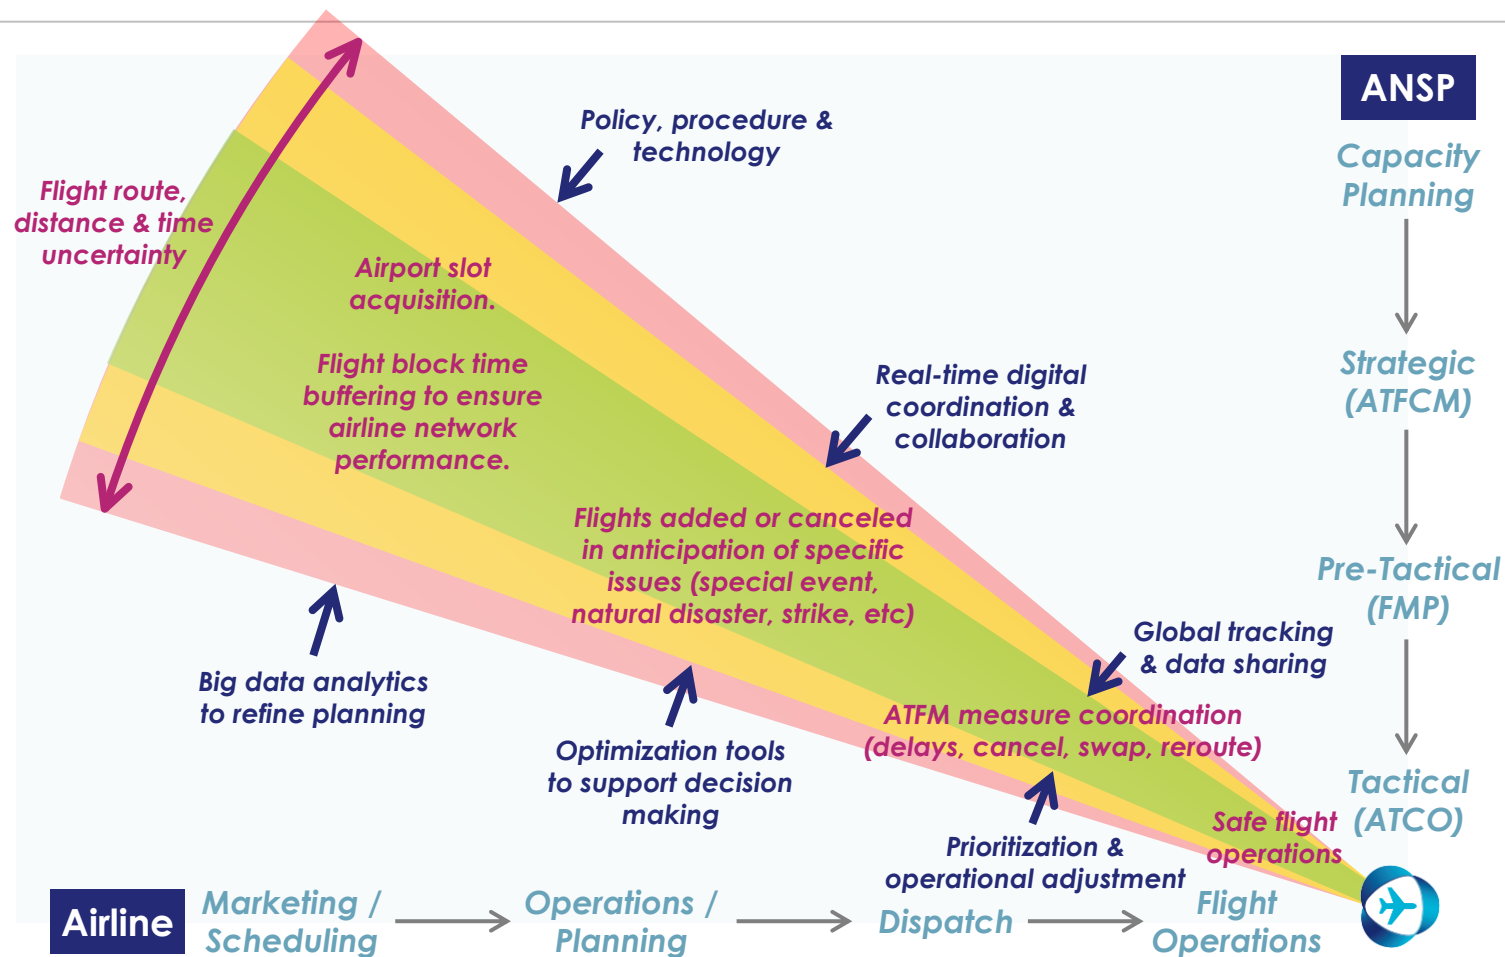 ANSP
Capacity
Planning
Policy, procedure &
technology
Flight route,
distance & time
uncertainty
Airport slot
acquisition.
Flight block time
buffering to ensure
airline network
performance.
Real-time digital
coordination &
collaboration
Strategic
(ATFCM)
Flights added or canceled
in anticipation of specific
issues (special event,
natural disaster, strike, etc)
Pre-Tactical
(FMP)
Global tracking
& data sharing
Big data analytics
to refine planning
ATFM measure coordination
(delays, cancel, swap, reroute)
Optimization tools
to support decision
making
Tactical
(ATCO)
Safe flight
operations
Prioritization &
operational adjustment
Airline
Marketing /
Scheduling
Operations /
Planning
Dispatch
Flight
Operations